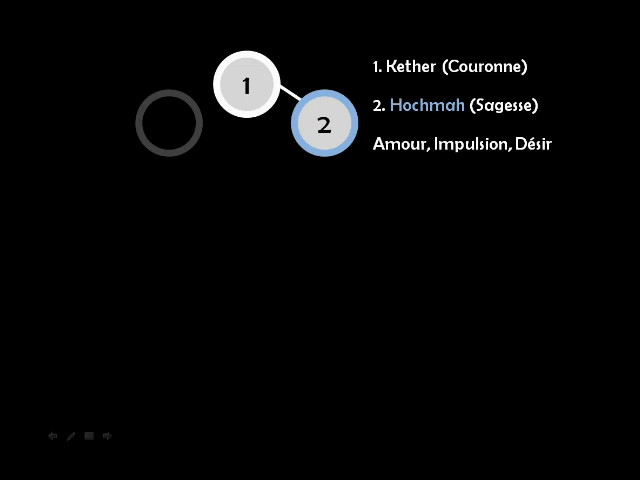 1
2
1. Kether (Couronne)
2. Hochmah (Sagesse)
Amour, Impulsion, Désir